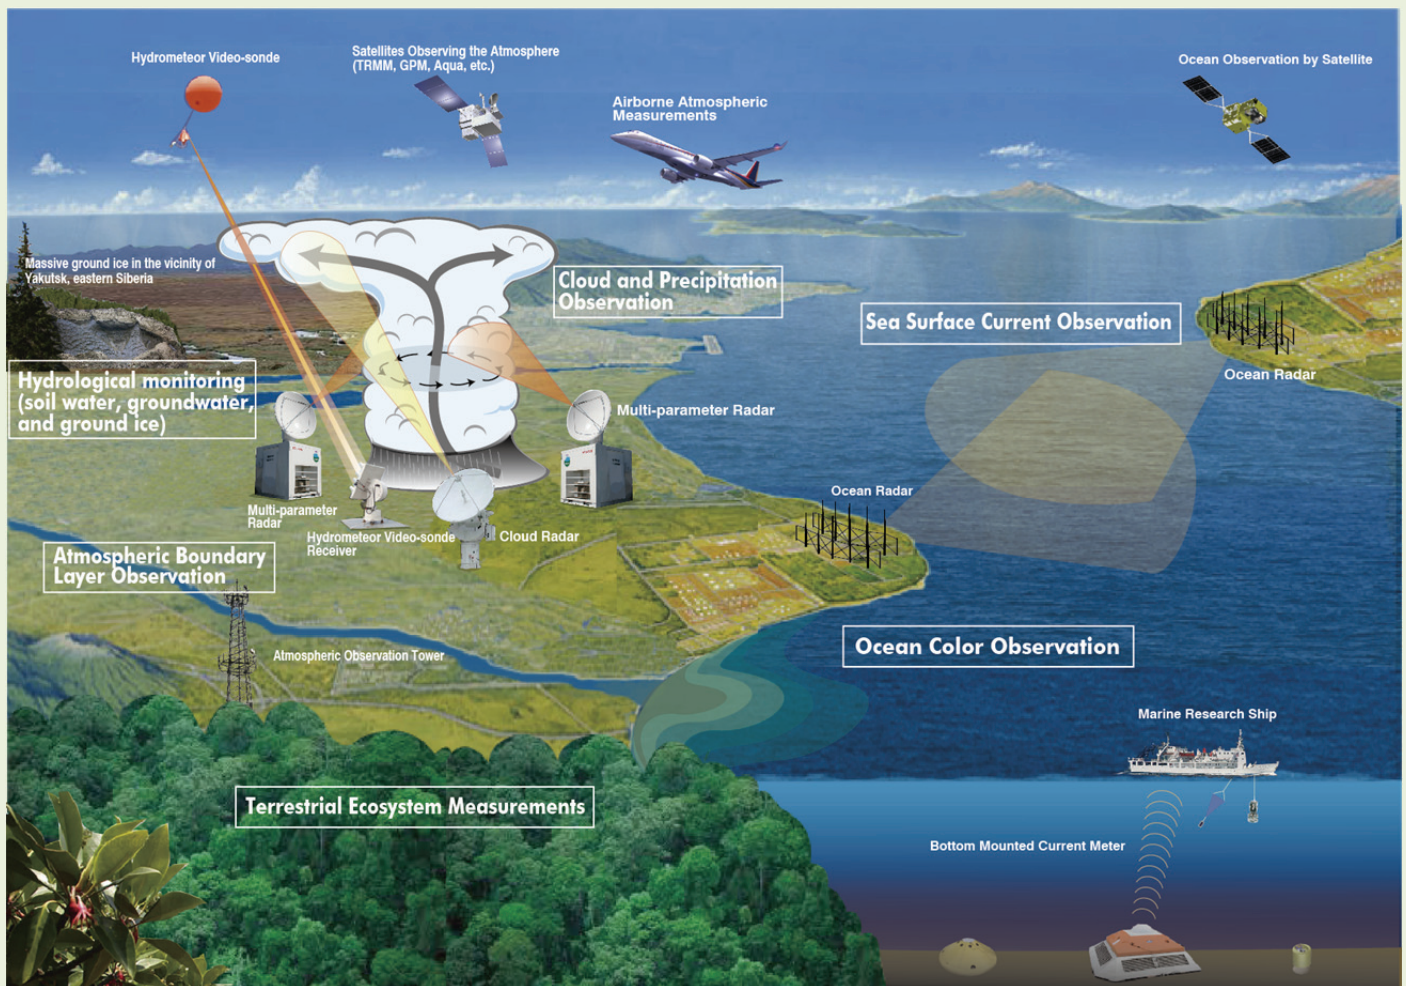 Hydrometeor Video-sonde
Satellites Observing the Atmosphere
(TRMM, GPM, Aqua, etc.)
Airborne Atmospheric
Measurements
Ocean Observation by Satellite
Massive ground ice in the vicinity of
Yakutsk, eastern Siberia
Cloud and Precipitation
Observation
Sea Surface Current Observation
Ocean Radar
Hydrological monitoring
(soil water, groundwater,
and ground ice)
Multi-parameter Radar
Ocean Radar
Multi-parameter
Radar
Hydrometeor Video-sonde
Receiver
Cloud Radar
Atmospheric Boundary
Layer Observation
Atmospheric Observation Tower
Ocean Color Observation
Marine Research Ship
Terrestrial Ecosystem Measurements
Bottom Mounted Current Meter